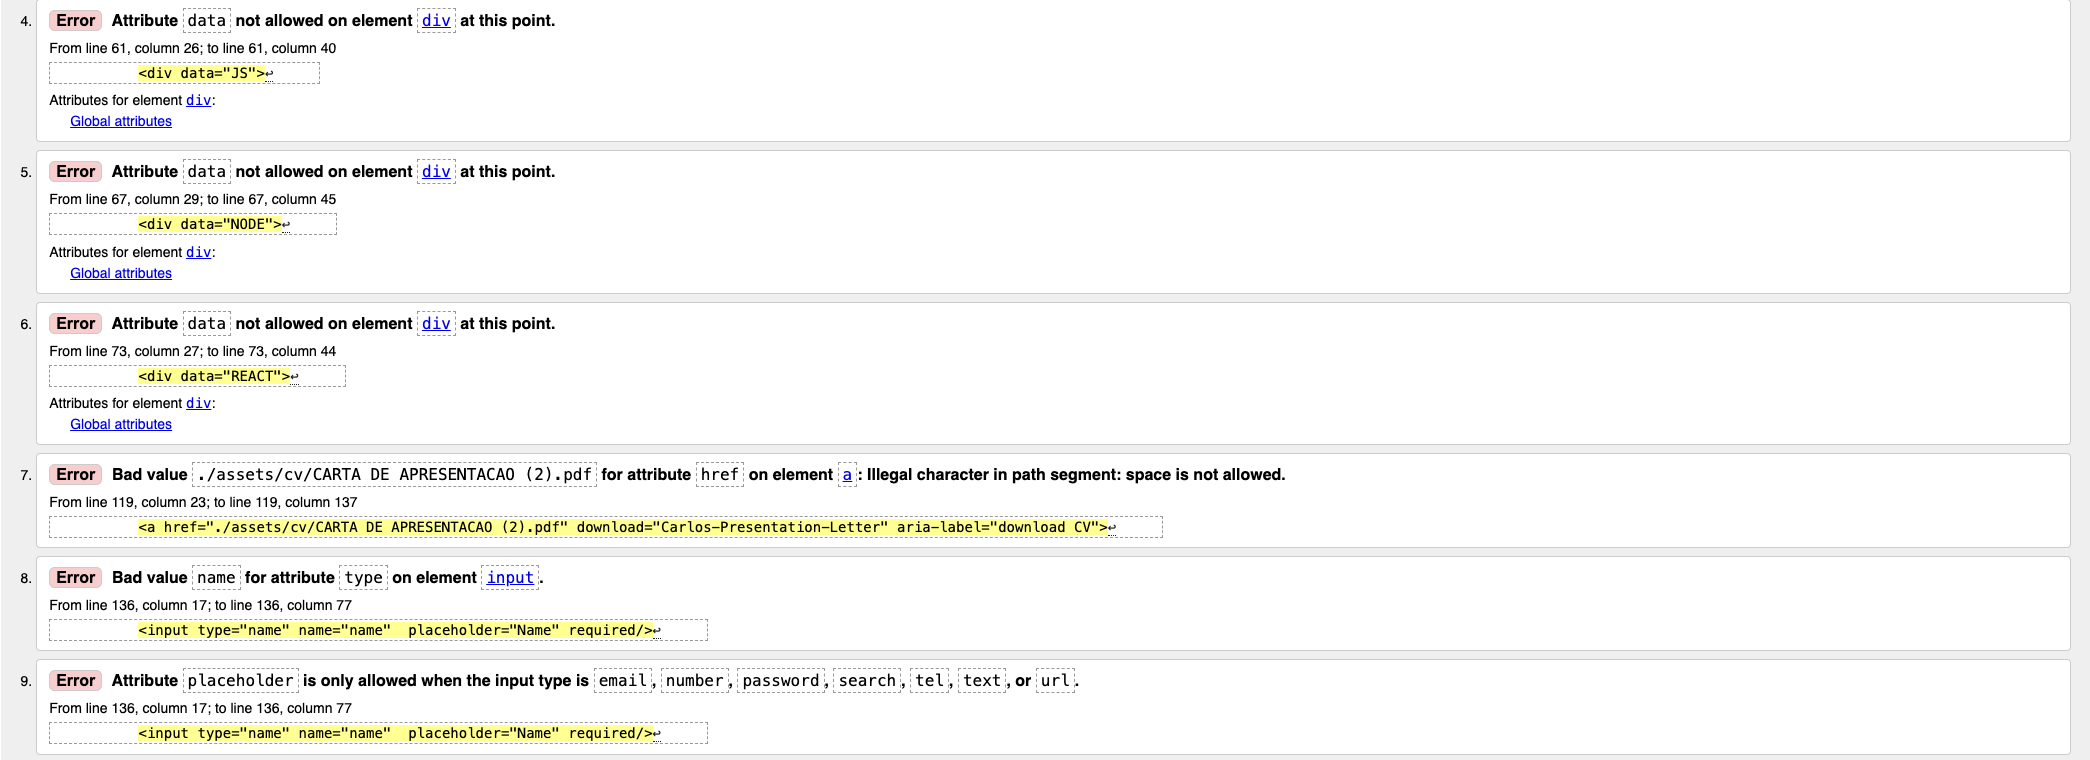 4. Error Attribute data not allowed on element div at this point.
From line 61, column 26; to line 61, column 40
<div data="JS">↩
Attributes for element div:
Global attributes
5. Error Attribute data not allowed on element div at this point.
From line 67, column 29; to line 67, column 45
<div data="NODE">↩
Attributes for element div:
Global attributes
6. Error Attribute data not allowed on element div at this point.
From line 73, column 27; to line 73, column 44
<div data="REACT">↩
Attributes for element div:
Global attributes
7. Error Bad value ./assets/cv/CARTA DE APRESENTACAO (2).pdf for attribute href on element a: Illegal character in path segment: space is not allowed.
From line 119, column 23; to line 119, column 137
<a href="./assets/cv/CARTA DE APRESENTACAO (2).pdf" download="Carlos-Presentation-Letter" aria-label="download CV">↩
8. Error Bad value name for attribute type on element input.
From line 136, column 17; to line 136, column 77
<input type="name" name="name"  placeholder="Name" required/>↩
9. Error Attribute placeholder is only allowed when the input type is email, number, password, search, tel, text, or url.
From line 136, column 17; to line 136, column 77
<input type="name" name="name"  placeholder="Name" required/>↩